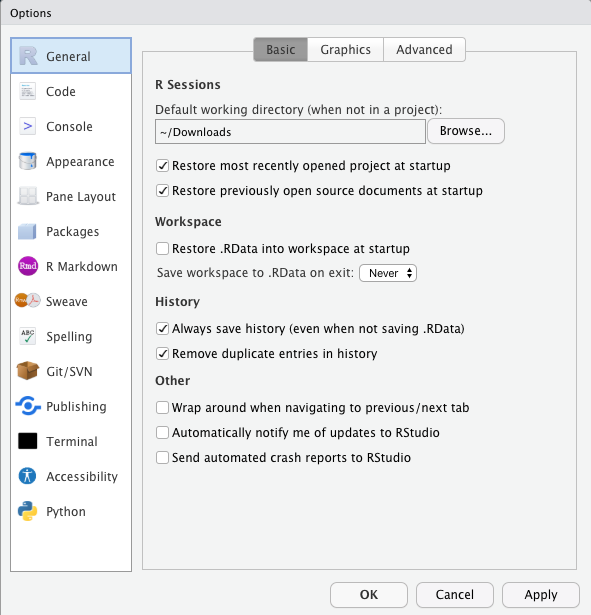 Options
General
Code
Console
Appearance
Pane Layout
Packages
R Markdown
Sweave
Spelling
Git/SVN
Publishing
Terminal
Accessibility
Python
Basic Graphics Advanced
R Sessions
Default working directory (when not in a project):
~/Downloads Browse...
Restore most recently opened project at startup
Restore previously open source documents at startup
Workspace
Restore .RData into workspace at startup
Save workspace to .RData on exit: Never
History
Always save history (even when not saving .RData)
Remove duplicate entries in history
Other
Wrap around when navigating to previous/next tab
Automatically notify me of updates to RStudio
Send automated crash reports to RStudio
OK Cancel Apply